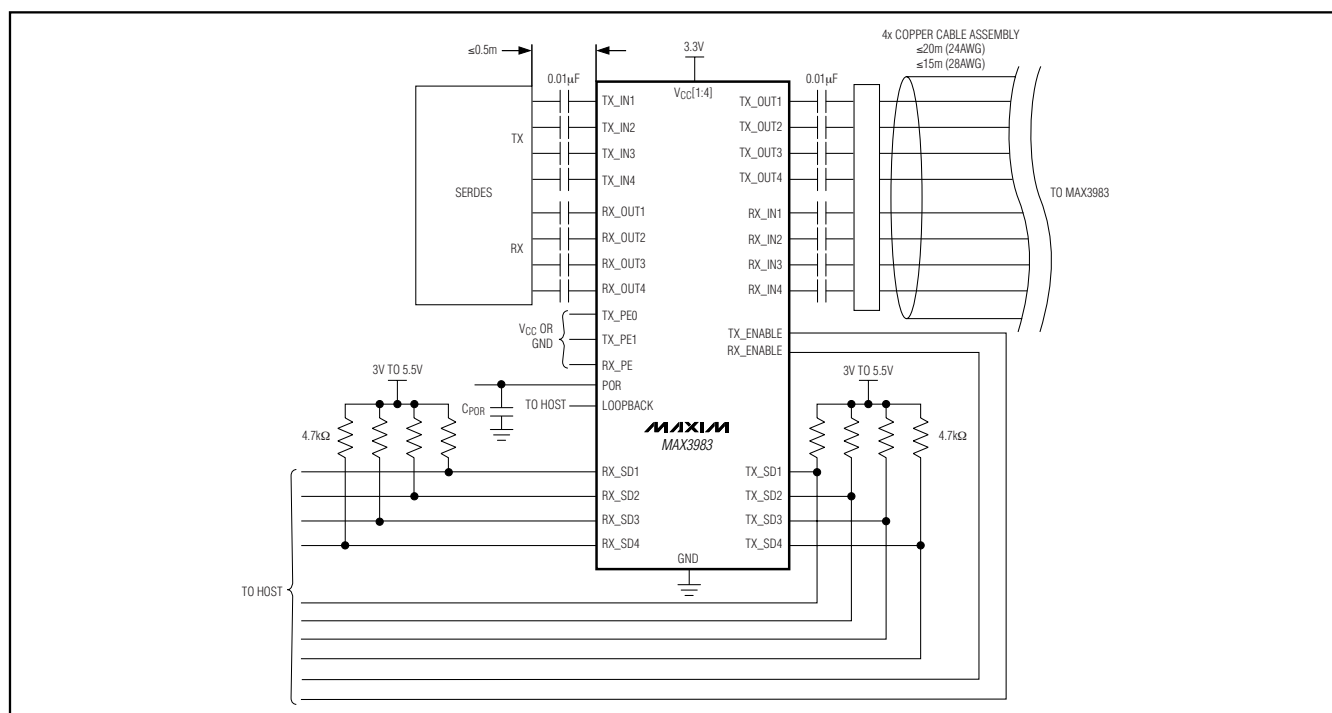 ≤0.5m
3.3V
4x COPPER CABLE ASSEMBLY
≤20m (24AWG)
≤15m (28AWG)
0.01μF
0.01μF
VCC[1:4]
TX_IN1
TX_IN2
TX_IN3
TX_IN4
RX_OUT1
RX_OUT2
RX_OUT3
RX_OUT4
TX_PE0
TX_PE1
RX_PE
POR
LOOPBACK
TX_OUT1
TX_OUT2
TX_OUT3
TX_OUT4
RX_IN1
RX_IN2
RX_IN3
RX_IN4
TX_ENABLE
RX_ENABLE
TX
SERDES
RX
TO MAX3983
VCC OR
GND
3V TO 5.5V
CPOR
TO HOST
4.7kΩ
3V TO 5.5V
4.7kΩ
MAXIM
MAX3983
RX_SD1
RX_SD2
RX_SD3
RX_SD4
TX_SD1
TX_SD2
TX_SD3
TX_SD4
GND
TO HOST